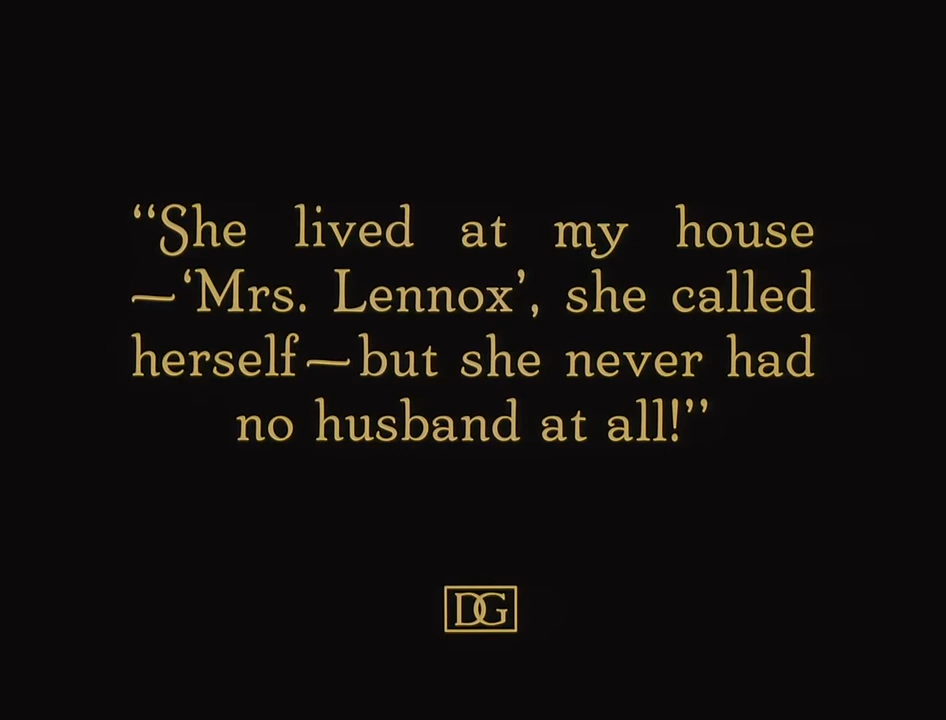 “She lived at my house
—‘Mrs. Lennox’, she called
herself—but she never had
no husband at all!”
DG